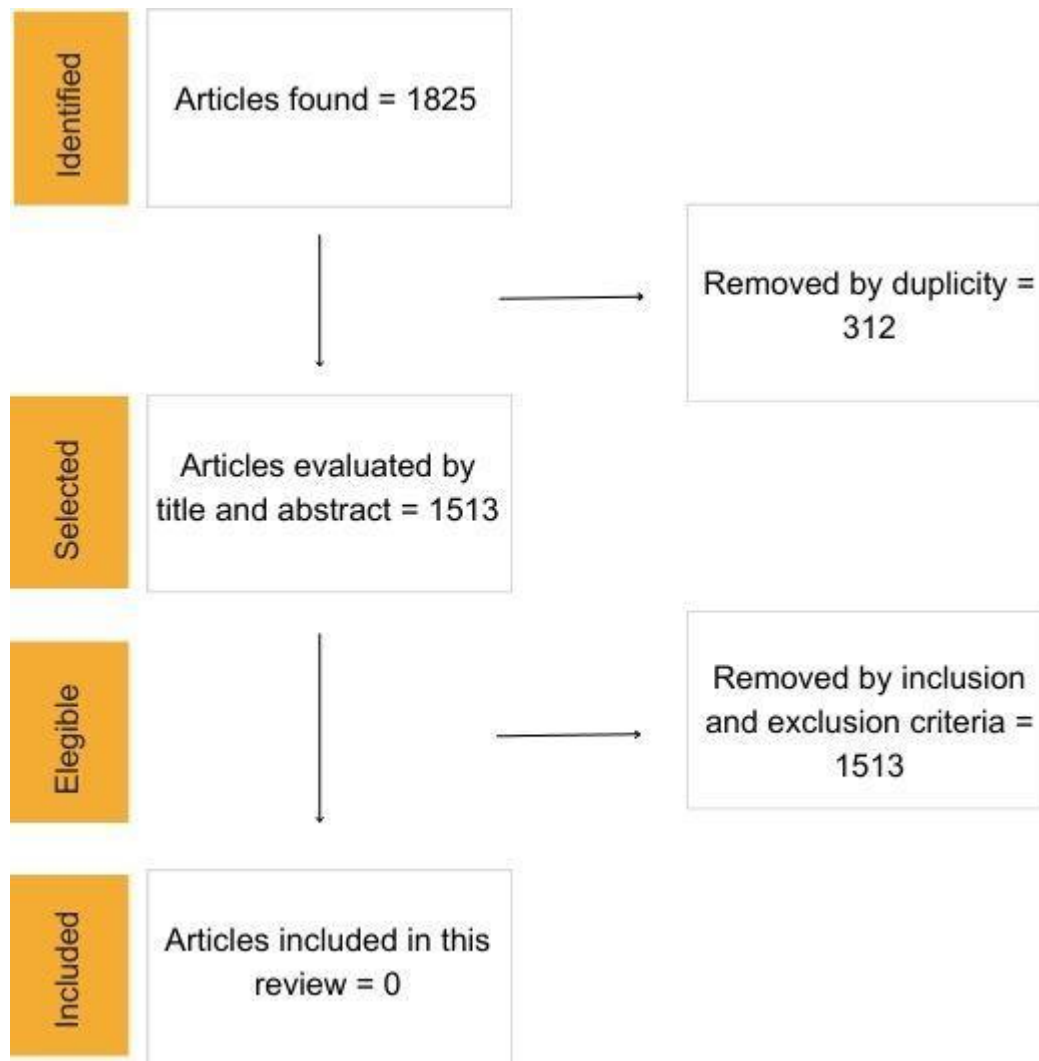 Identified
Articles found = 1825
Removed by duplicity =
312
Selected
Articles evaluated by
title and abstract = 1513
Elegible
Removed by inclusion
and exclusion criteria =
1513
Included
Articles included in this
review = 0